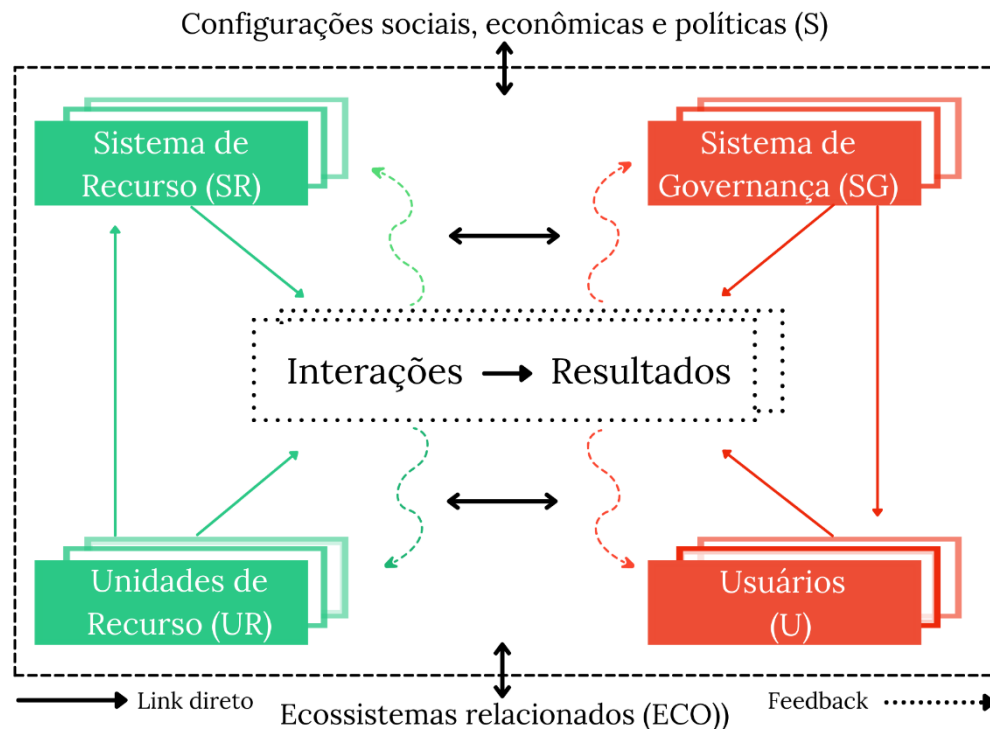 Configurações sociais, econômicas e políticas (S)
Sistema de
Recurso (SR)
Sistema de
Governança (SG)
Interações
Resultados
Unidades de
Recurso (UR)
Usuários
(U)
Link direto
Feedback
Ecossistemas relacionados (ECO))